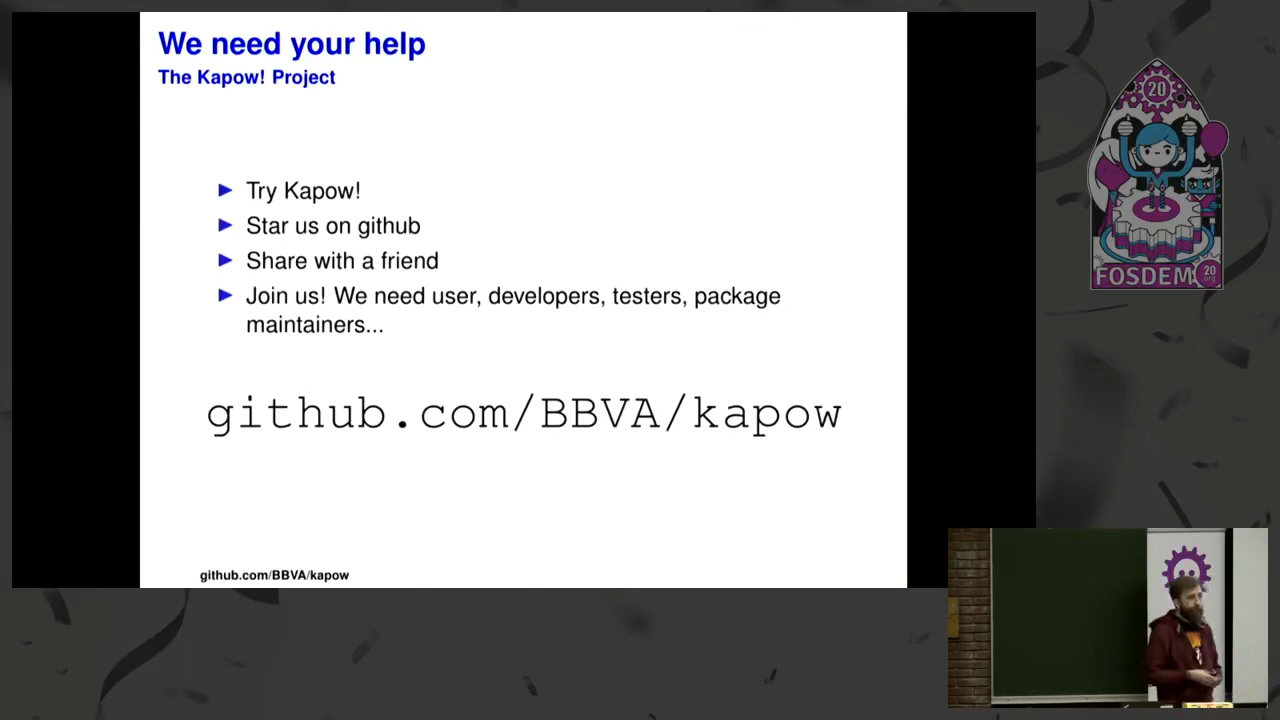 We need your help
The Kapow! Project
Try Kapow!
Star us on github
Share with a friend
Join us! We need user, developers, testers, package
maintainers...
github.com/BBVA/kapow
github.com/BBVA/kapow
20
FOSDEM
20
.org